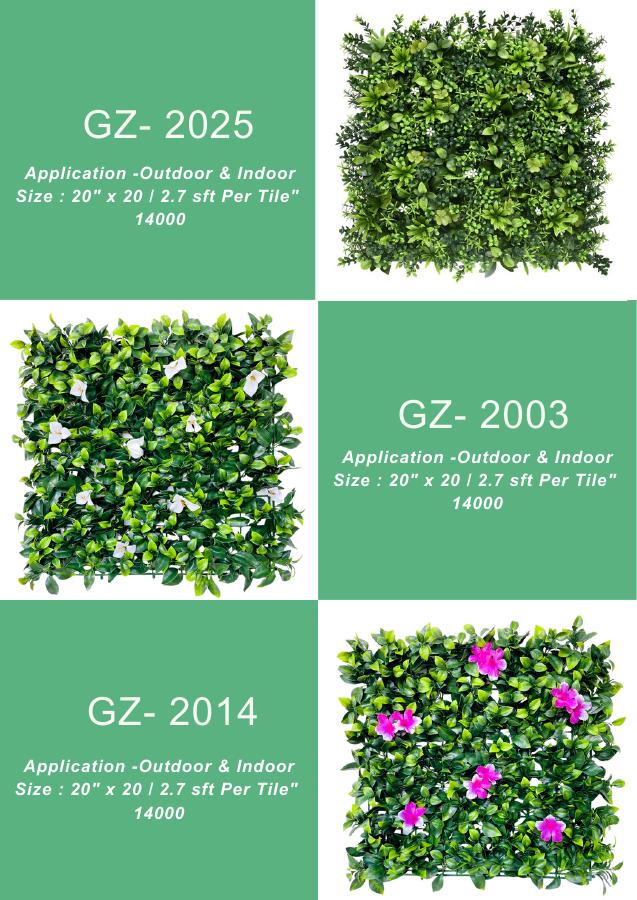 GZ- 2025
Application -Outdoor & Indoor
Size : 20" x 20 / 2.7 sft Per Tile"
14000
GZ- 2003
Application -Outdoor & Indoor
Size : 20" x 20 / 2.7 sft Per Tile"
14000
GZ- 2014
Application -Outdoor & Indoor
Size : 20" x 20 / 2.7 sft Per Tile"
14000